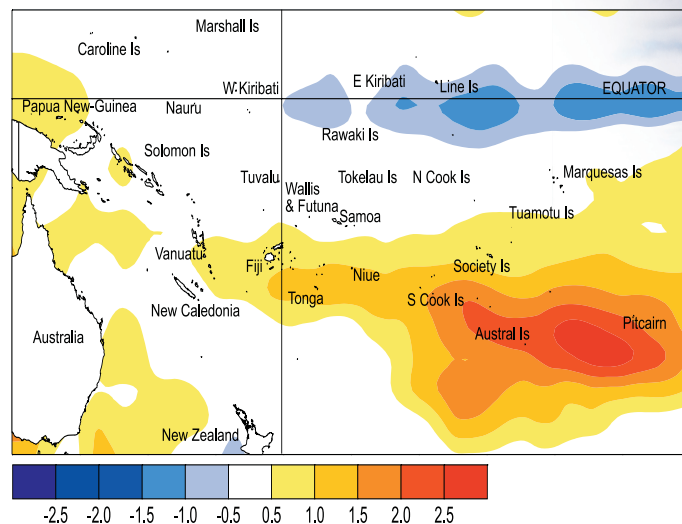 Marshall Is
Caroline Is
E Kiribati
W. Kiribati
Line Is
EQUATOR
Papua New-Guinea
Nauru
Rawaki Is
Solomon Is
Tuvalu
Tokelau Is
N Cook Is
Marquesas Is
Wallis
& Futuna
Samoa
Tuamotu Is
Vanuatu
Fiji
Niue
Society Is
Tonga
S Cook Is
New Caledonia
Pitcairn
Australia
Austral Is
New Zealand
-2.5 -2.0 -1.5 -1.0 -0.5 0.5 1.0 1.5 2.0 2.5